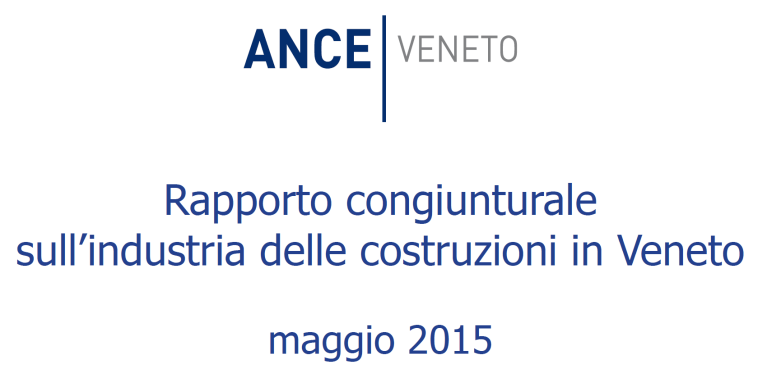 ANCE VENETO
Rapporto congiunturale
sull’industria delle costruzioni in Veneto
maggio 2015